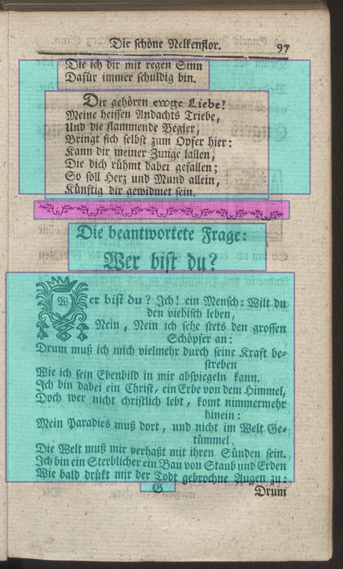 Die schöne Nelkenflor. 97
Die ich dir mit regen Sinn
Dafür immer schuldig bin.
Dir gehören ewge Liebe!
Meine heissen Andachts Triebe,
Und die flammende Begier,
Bringt sich selbst zum Opfer hier:
Kann dir meiner Zunge lallen,
Die dich rühmt dabei gefallen;
So soll Herz und Mund allein,
Künftig dir gewidmet sein.
Die beantwortete Frage:
Wer bist du?
Wer bist du? Ich! ein Mensch: Wilt du
den viehisch leben,
Nein, Nein ich sehe stets den grossen
Schöpfer an:
Drum muß ich mich vielmehr durch seine Kraft be-
streben
Wie ich sein Ebenbild in mir abspiegeln kann.
Ich bin dabei ein Christ, ein Erbe von dem Himmel,
Doch wer nicht christlich lebt, komt nimmermehr
hinein:
Mein Paradies muß dort, und nicht im Welt Ge-
tümmel.
Die Welt muß mir verhaßt mit ihren Sünden sein.
Ich bin ein Sterblicher ein Bau von Staub und Erden
Wie bald drükt mir der Todt gebrochne Augen zu:
G
Drum